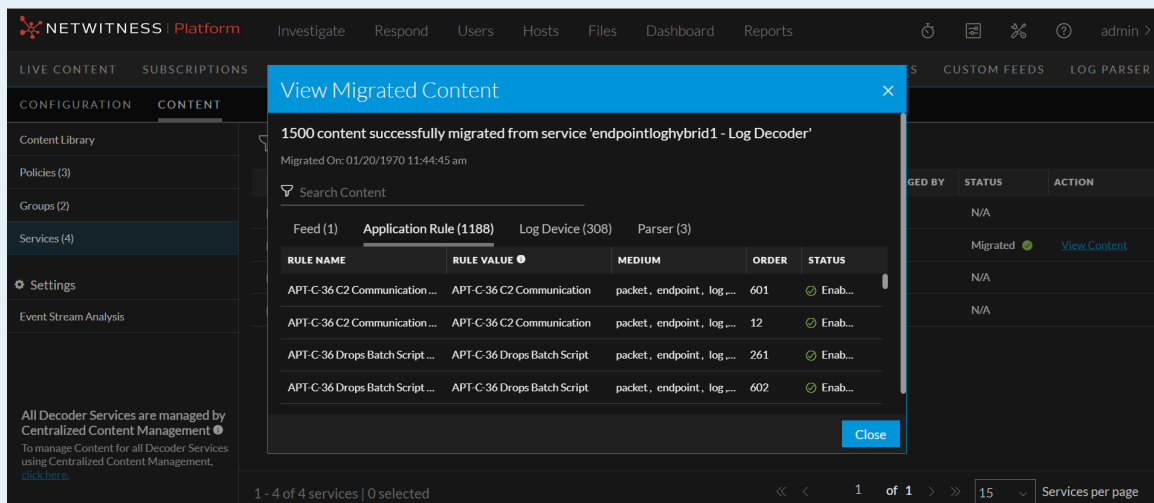 NETWITNESS Platform
Investigate Respond Users Hosts Files Dashboard Reports admin
LIVE CONTENT SUBSCRIPTIONS CUSTOM FEEDS LOG PARSER
CONFIGURATION CONTENT
Content Library
Policies (3)
Groups (2)
Services (4)
Settings
Event Stream Analysis
All Decoder Services are managed by
Centralized Content Management
To manage Content for all Decoder Services
using Centralized Content Management,
click here.
View Migrated Content
1500 content successfully migrated from service 'endpointloghybrid1 - Log Decoder'
Migrated On: 01/20/1970 11:44:45 am
Search Content
Feed (1) Application Rule (1188) Log Device (308) Parser (3)
RULE NAME RULE VALUE MEDIUM ORDER STATUS
APT-C-36 C2 Communication ... APT-C-36 C2 Communication packet , endpoint , log ,... 601 Enab...
APT-C-36 C2 Communication ... APT-C-36 C2 Communication packet , endpoint , log ,... 12 Enab...
APT-C-36 Drops Batch Script ... APT-C-36 Drops Batch Script packet , endpoint , log ,... 261 Enab...
APT-C-36 Drops Batch Script ... APT-C-36 Drops Batch Script packet , endpoint , log ,... 602 Enab...
Close
STATUS ACTION
N/A
Migrated View Content
N/A
N/A
1 - 4 of 4 services | 0 selected
1 of 1 15 Services per page